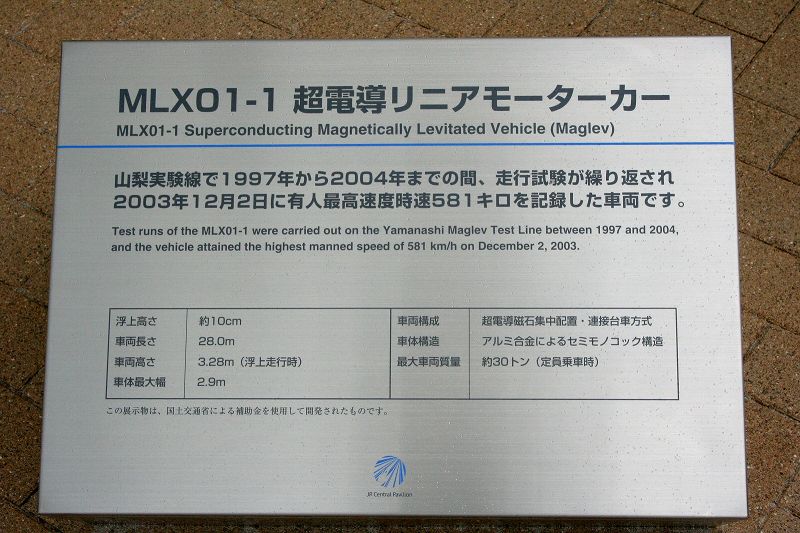 MLX01-1 超電導リニアモーターカー
MLX01-1 Superconducting Magnetically Levitated Vehicle (Maglev)
山梨実験線で1997年から2004年までの間、走行試験が繰り返され
2003年12月2日に有人最高速度時速581キロを記録した車両です。
Test runs of the MLX01-1 were carried out on the Yamanashi Maglev Test Line between 1997 and 2004,
and the vehicle attained the highest manned speed of 581 km/h on December 2, 2003.
浮上高さ 約10cm
車両長さ 28.0m
車両高さ 3.28m（浮上走行時）
車体最大幅 2.9m
車両構成 超電導磁石集中配置・連接台車方式
車体構造 アルミ合金によるセミモノコック構造
最大車両質量 約30トン（定員乗車時）
この展示物は、国土交通省による補助金を使用して開発されたものです。
JR Central Pavilion